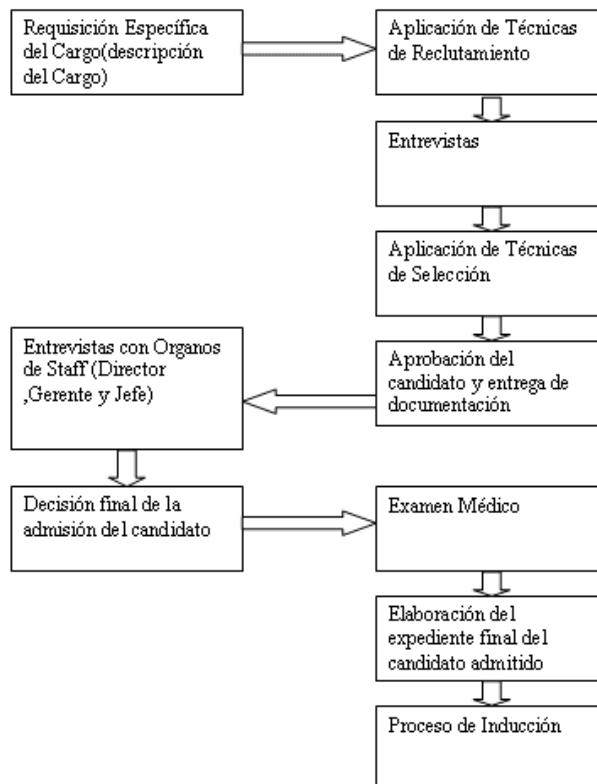 Requisición Específica
del Cargo(descripción
del Cargo)
Aplicación de Técnicas
de Reclutamiento
Entrevistas
Aplicación de Técnicas
de Selección
Aprobación del
candidato y entrega de
documentación
Entrevistas con Organos
de Staff (Director
,Gerente y Jefe)
Decisión final de la
admisión del candidato
Examen Médico
Elaboración del
expediente final del
candidato admitido
Proceso de Inducción